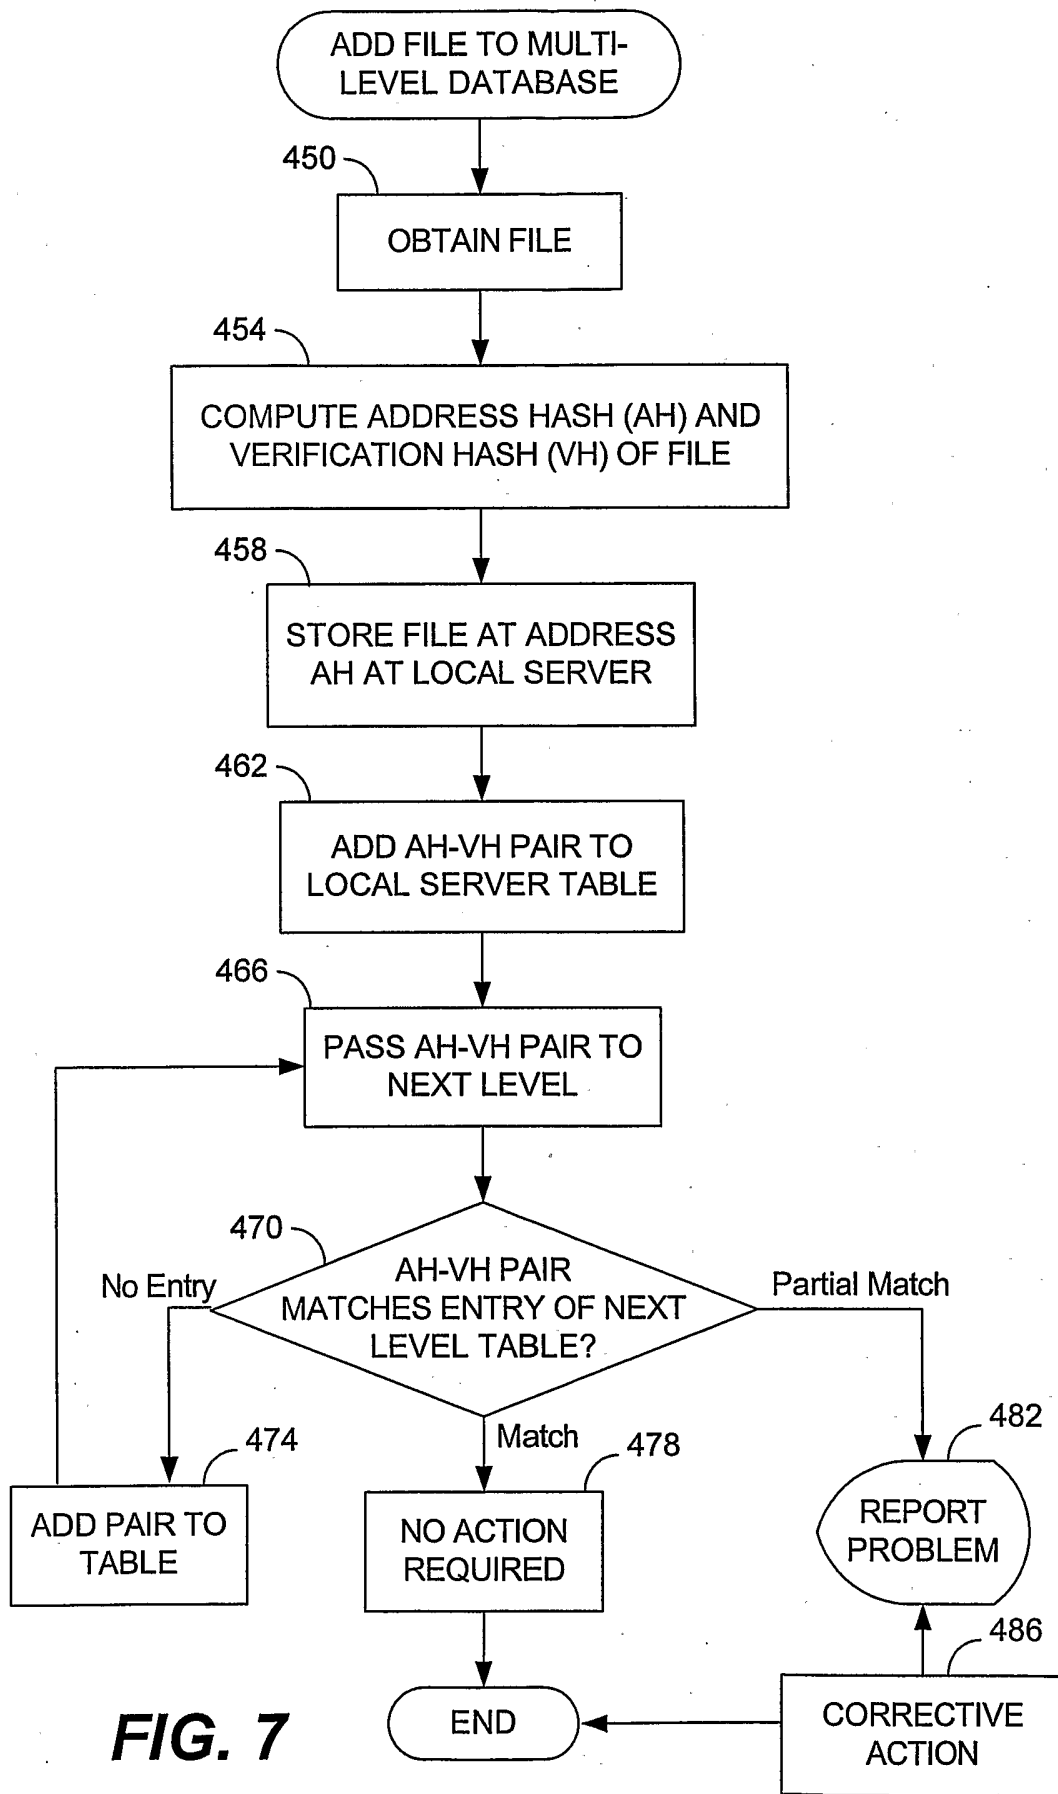 ADD FILE TO MULTI-
LEVEL DATABASE
450
OBTAIN FILE
454
COMPUTE ADDRESS HASH (AH) AND
VERIFICATION HASH (VH) OF FILE
458
STORE FILE AT ADDRESS
AH AT LOCAL SERVER
462
ADD AH-VH PAIR TO
LOCAL SERVER TABLE
466
PASS AH-VH PAIR TO
NEXT LEVEL
470
AH-VH PAIR
MATCHES ENTRY OF NEXT
LEVEL TABLE?
No Entry
Partial Match
Match
474
ADD PAIR TO
TABLE
478
NO ACTION
REQUIRED
482
REPORT
PROBLEM
486
CORRECTIVE
ACTION
END
FIG. 7